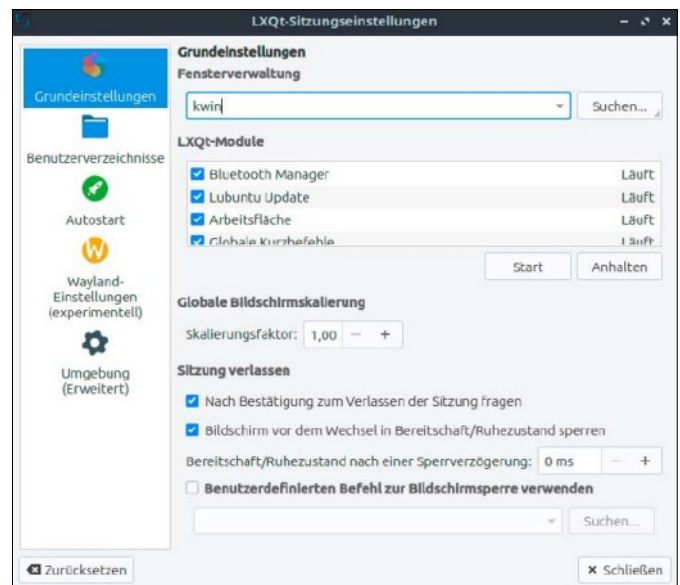 LXQt-Sitzungseinstellungen
Grundeinstellungen
Benutzerverzeichnisse
Autostart
Wayland-
Einstellungen
(experimentell)
Umgebung
(Erweitert)
Grundeinstellungen
Fensterverwaltung
kwin
Suchen...
LXQt-Module
Bluetooth Manager Läuft
Lubuntu Update Läuft
Arbeitsfläche Läuft
Globale Kurzbefehle Läuft
Start Anhalten
Globale Bildschirmskalierung
Skalierungsfaktor: 1,00 − +
Sitzung verlassen
Nach Bestätigung zum Verlassen der Sitzung fragen
Bildschirm vor dem Wechsel in Bereitschaft/Ruhezustand sperren
Bereitschaft/Ruhezustand nach einer Sperrverzögerung: 0 ms − +
Benutzerdefinierten Befehl zur Bildschirmsperre verwenden
Suchen...
Zurücksetzen
Schließen